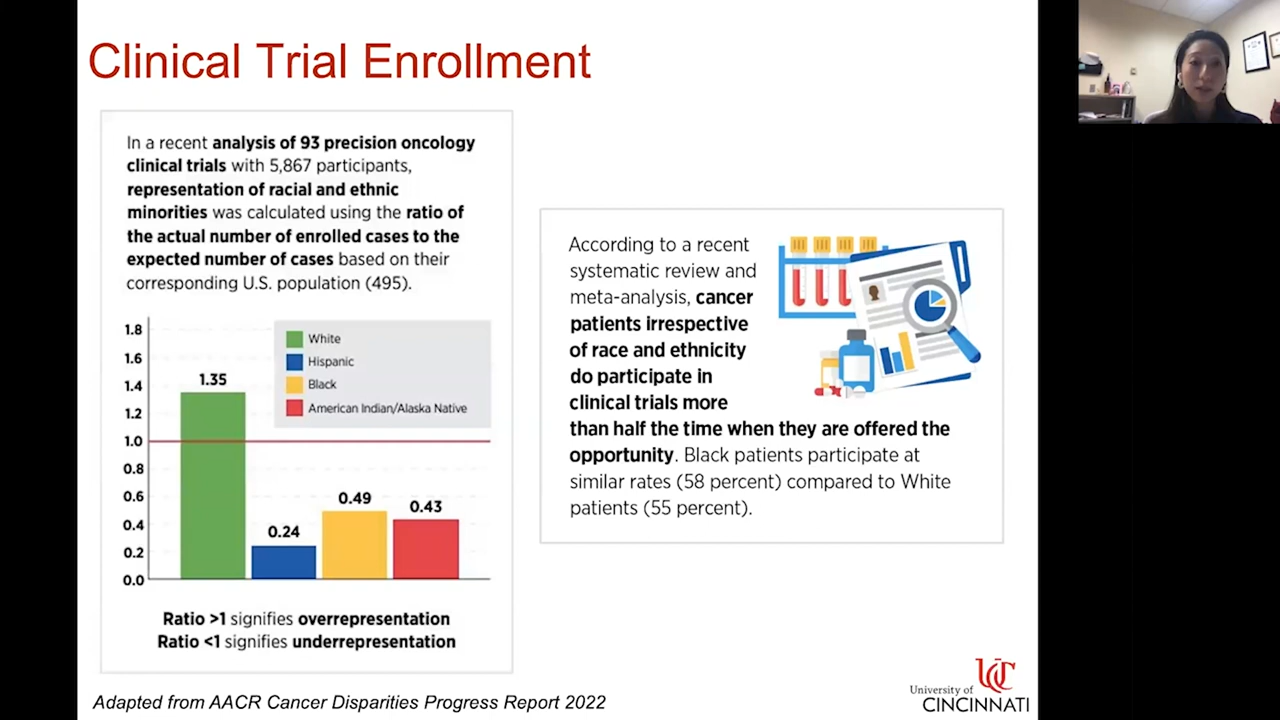 Clinical Trial Enrollment
In a recent analysis of 93 precision oncology
clinical trials with 5,867 participants,
representation of racial and ethnic
minorities was calculated using the ratio of
the actual number of enrolled cases to the
expected number of cases based on their
corresponding U.S. population (495).
1.8
1.6
1.4
1.2
1.0
0.8
0.6
0.4
0.2
0.0
White
Hispanic
Black
American Indian/Alaska Native
1.35
0.24
0.49
0.43
Ratio >1 signifies overrepresentation
Ratio <1 signifies underrepresentation
According to a recent
systematic review and
meta-analysis, cancer
patients irrespective
of race and ethnicity
do participate in
clinical trials more
than half the time when they are offered the
opportunity. Black patients participate at
similar rates (58 percent) compared to White
patients (55 percent).
Adapted from AACR Cancer Disparities Progress Report 2022
UC
University of
CINCINNATI